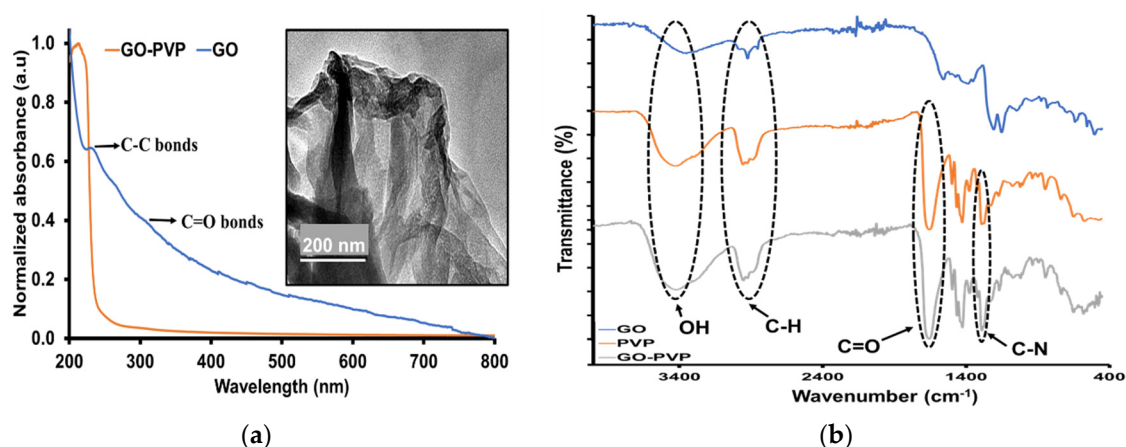 GO-PVP GO
Normalized absorbance (a.u)
1.0
0.8
0.6
0.4
0.2
0.0
C-C bonds
C=O bonds
200 nm
200 300 400 500 600 700 800
Wavelength (nm)
(a)
Transmittance (%)
GO
PVP
GO-PVP
OH
C-H
C=O
C-N
3400 2400 1400 400
Wavenumber (cm⁻¹)
(b)